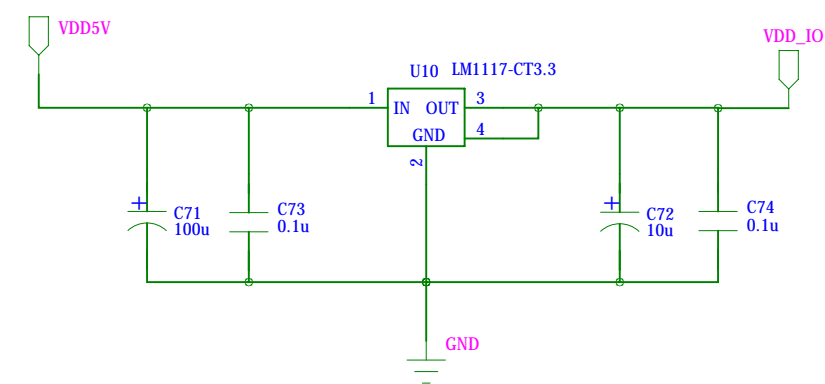 VDD5V
VDD_IO
U10 LM1117-CT3.3
1 IN OUT 3
GND 4
2
+ C71
100u
C73
0.1u
+ C72
10u
C74
0.1u
GND